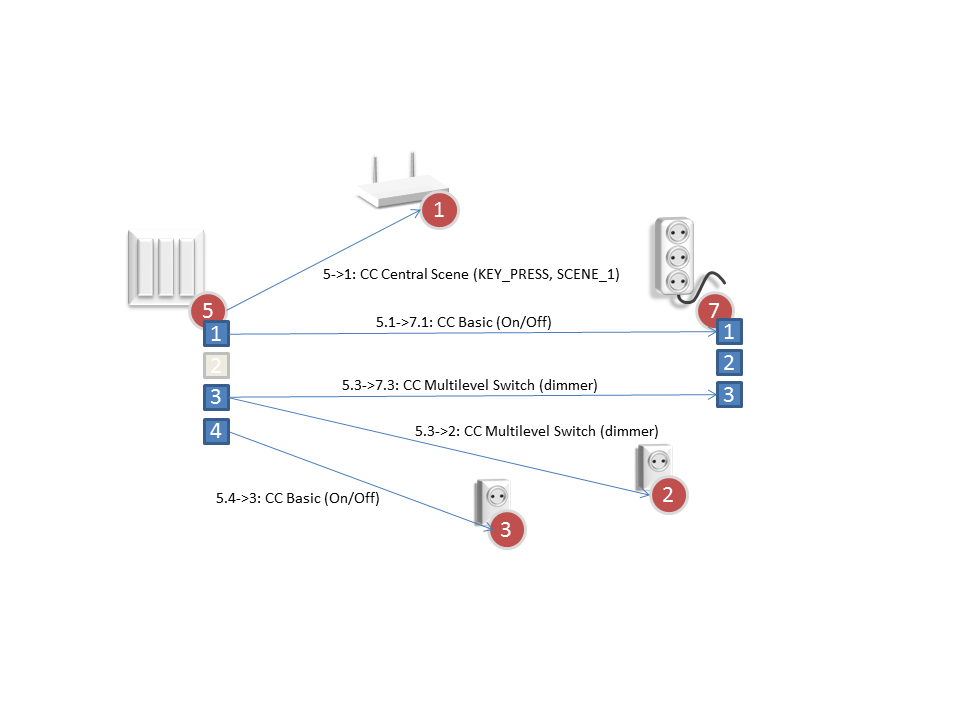 1
5->1: CC Central Scene (KEY_PRESS, SCENE_1)
5
7
5.1->7.1: CC Basic (On/Off)
1
1
2
2
5.3->7.3: CC Multilevel Switch (dimmer)
3
3
4
5.3->2: CC Multilevel Switch (dimmer)
5.4->3: CC Basic (On/Off)
2
3